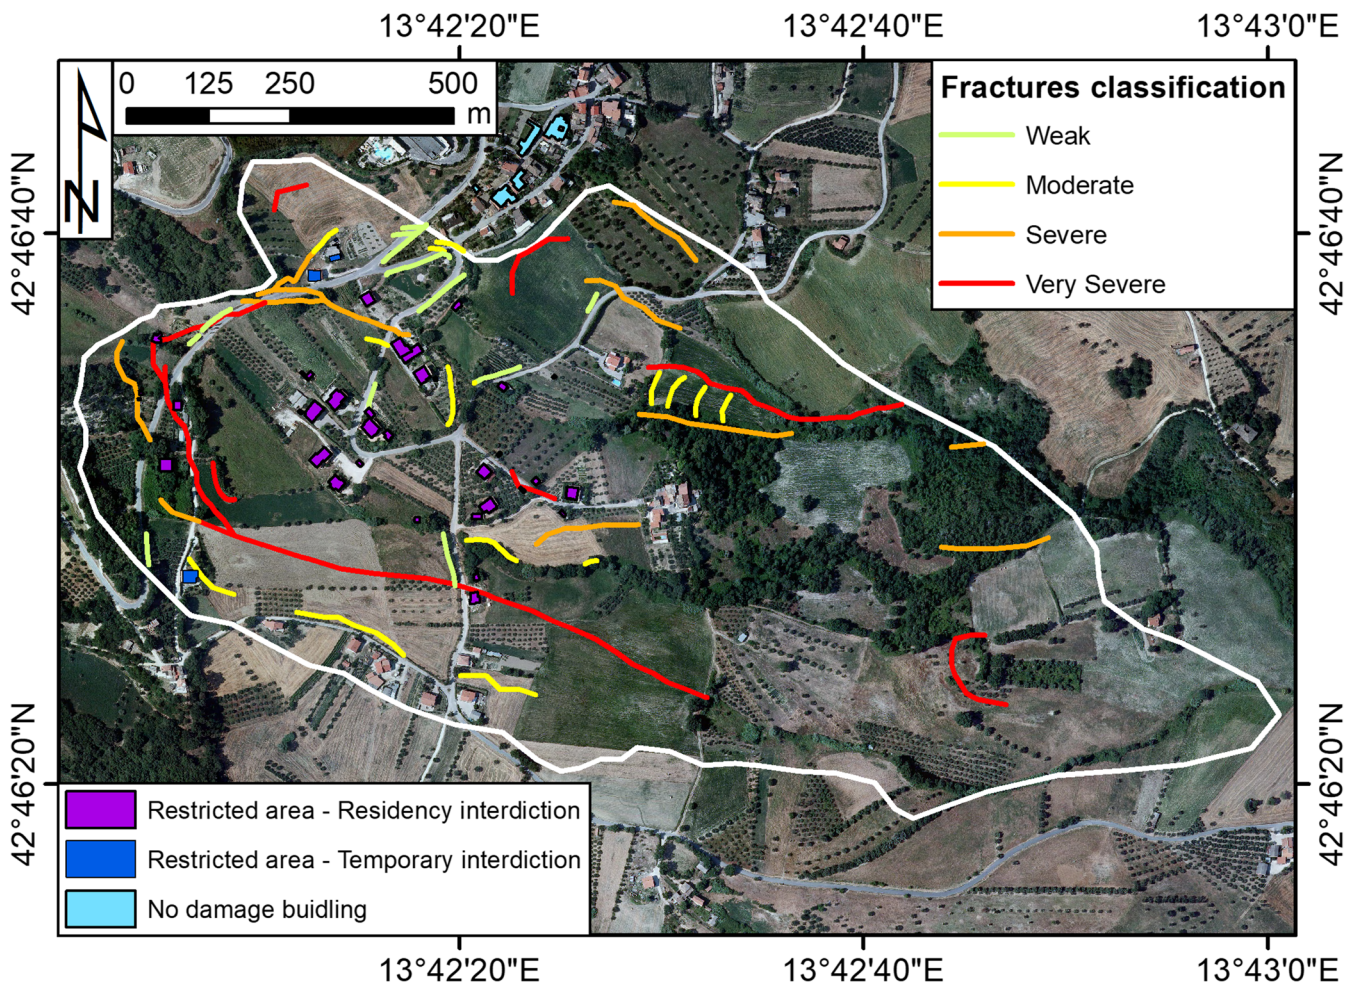 13°42'20"E 13°42'40"E 13°43'0"E
0 125 250 500
m
N
Fractures classification
Weak
Moderate
Severe
Very Severe
42°46'40"N 42°46'40"N
42°46'20"N 42°46'20"N
Restricted area - Residency interdiction
Restricted area - Temporary interdiction
No damage buidling
13°42'20"E 13°42'40"E 13°43'0"E